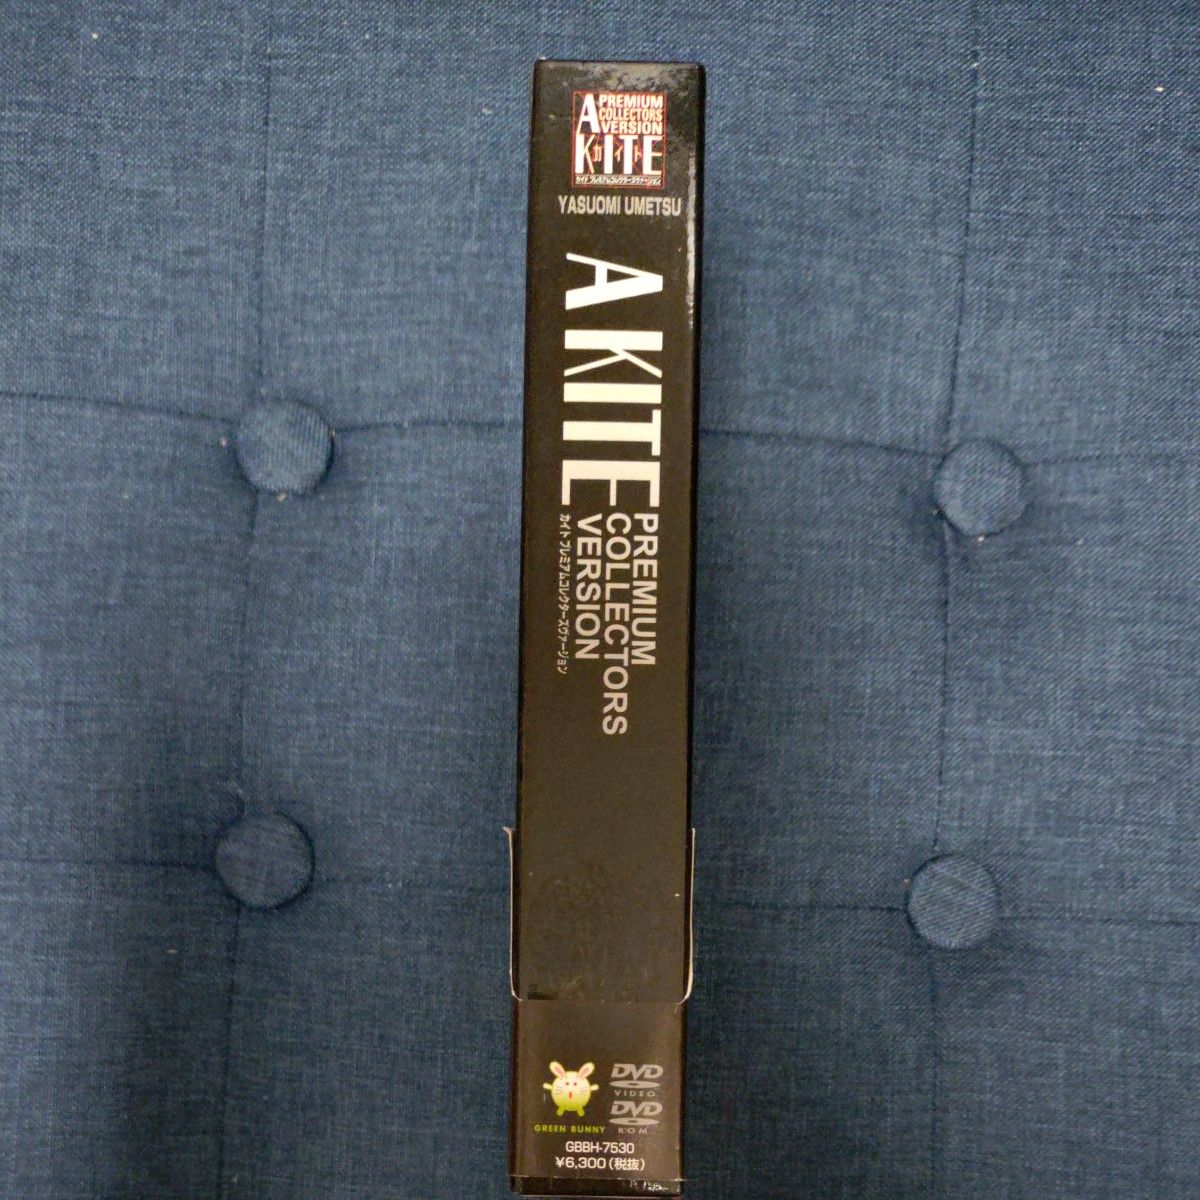 A PREMIUM
COLLECTORS
VERSION
KITE
カイト
カイト プレミアムコレクターズヴァージョン
YASUOMI UMETSU
A KITE
PREMIUM
COLLECTORS
VERSION
カイト プレミアムコレクターズヴァージョン
GREEN BUNNY
DVD
VIDEO
DVD
ROM
GBBH-7530
¥6,300(税抜)